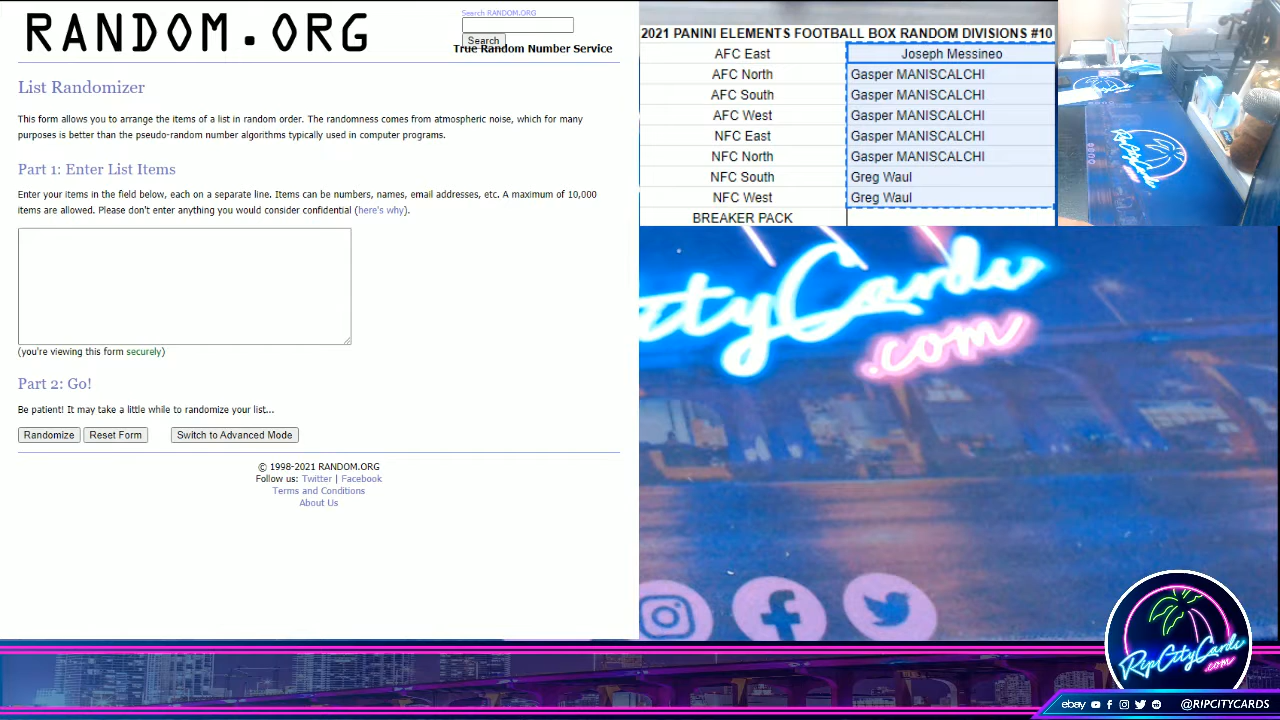 RANDOM.ORG
Search RANDOM.ORG
Search
True Random Number Service
List Randomizer
This form allows you to arrange the items of a list in random order. The randomness comes from atmospheric noise, which for many
purposes is better than the pseudo-random number algorithms typically used in computer programs.
Part 1: Enter List Items
Enter your items in the field below, each on a separate line. Items can be numbers, names, email addresses, etc. A maximum of 10,000
items are allowed. Please don't enter anything you would consider confidential (here's why).
(you're viewing this form securely)
Part 2: Go!
Be patient! It may take a little while to randomize your list...
Randomize Reset Form Switch to Advanced Mode
© 1998-2021 RANDOM.ORG
Follow us: Twitter | Facebook
Terms and Conditions
About Us
2021 PANINI ELEMENTS FOOTBALL BOX RANDOM DIVISIONS #10
AFC East Joseph Messineo
AFC North Gasper MANISCALCHI
AFC South Gasper MANISCALCHI
AFC West Gasper MANISCALCHI
NFC East Gasper MANISCALCHI
NFC North Gasper MANISCALCHI
NFC South Greg Waul
NFC West Greg Waul
BREAKER PACK
ityCards
.com
RipCityCards
.com
ebay @RIPCITYCARDS